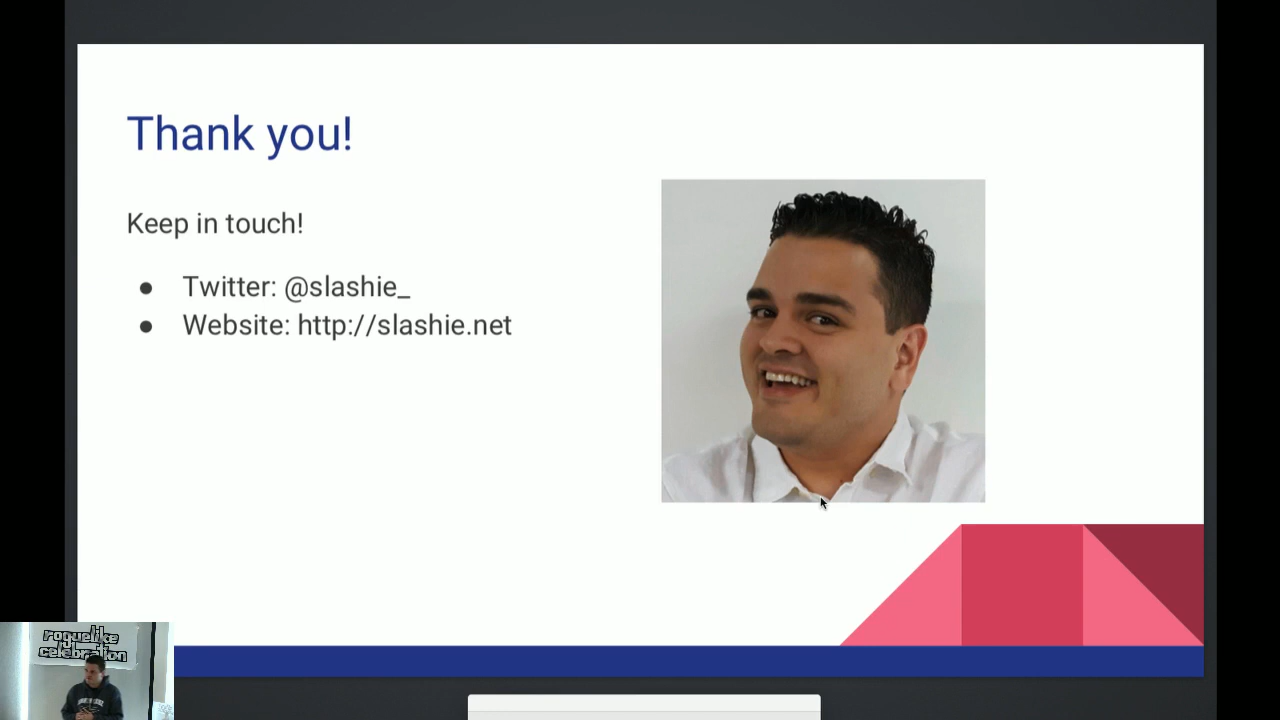 Thank you!
Keep in touch!
● Twitter: @slashie_
● Website: http://slashie.net
roguelike
celebration